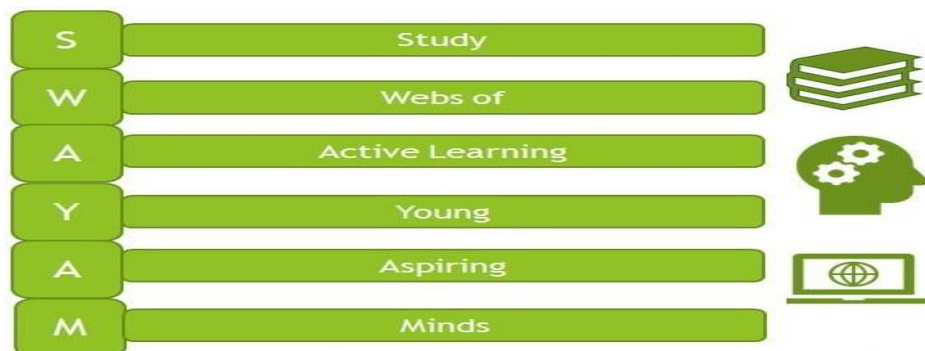 S Study
W Webs of
A Active Learning
Y Young
A Aspiring
M Minds